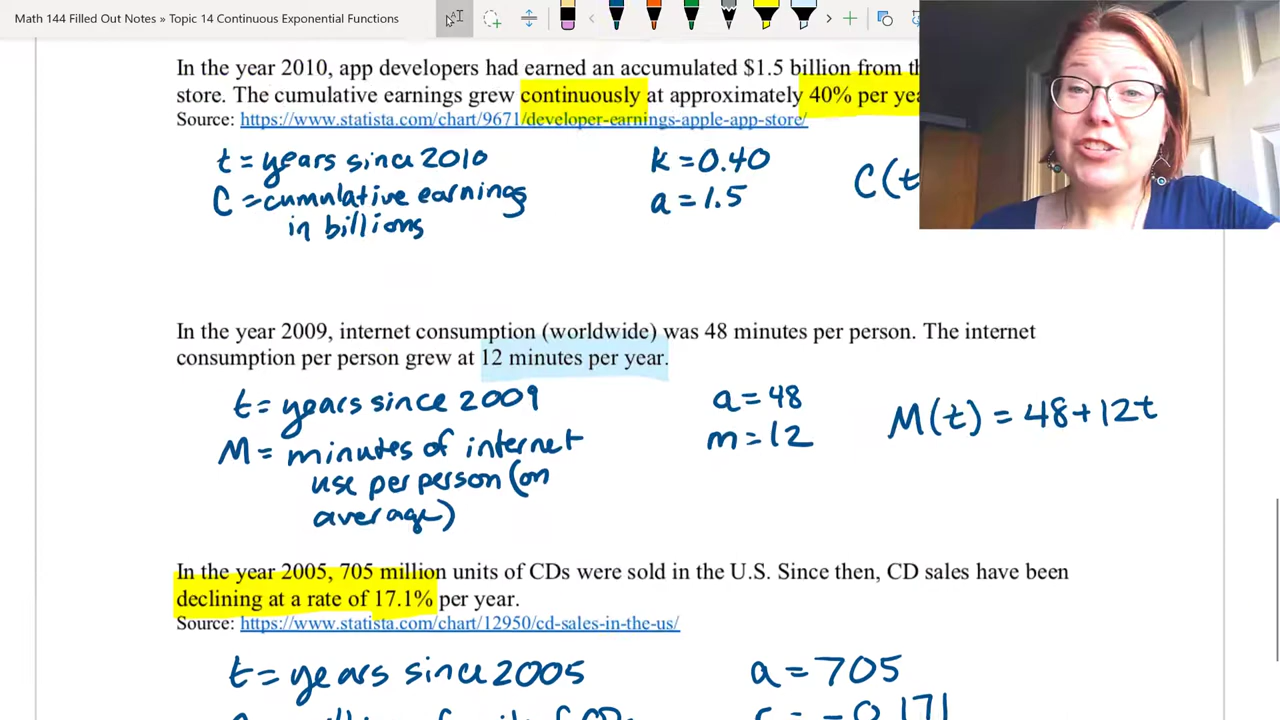 Math 144 Filled Out Notes » Topic 14 Continuous Exponential Functions
In the year 2010, app developers had earned an accumulated $1.5 billion from
store. The cumulative earnings grew continuously at approximately 40% per
Source: https://www.statista.com/chart/9671/developer-earnings-apple-app-store/
t = years since 2010
C = cumulative earnings
in billions
k = 0.40
a = 1.5
C(t
In the year 2009, internet consumption (worldwide) was 48 minutes per person. The internet
consumption per person grew at 12 minutes per year.
t = years since 2009
M = minutes of internet
use per person (on
average)
a = 48
m = 12
M(t) = 48 + 12t
In the year 2005, 705 million units of CDs were sold in the U.S. Since then, CD sales have been
declining at a rate of 17.1% per year.
Source: https://www.statista.com/chart/12950/cd-sales-in-the-us/
t = years since 2005
a = 705
r = -0.171